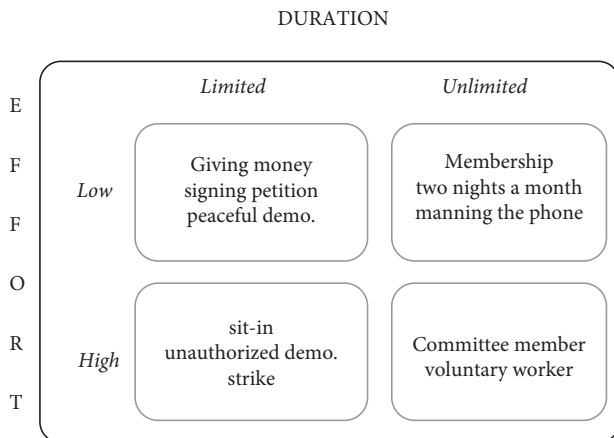 DURATION
Limited Unlimited
E
F
F
O
R
T
Low
Giving money
signing petition
peaceful demo.
Membership
two nights a month
manning the phone
High
sit-in
unauthorized demo.
strike
Committee member
voluntary worker